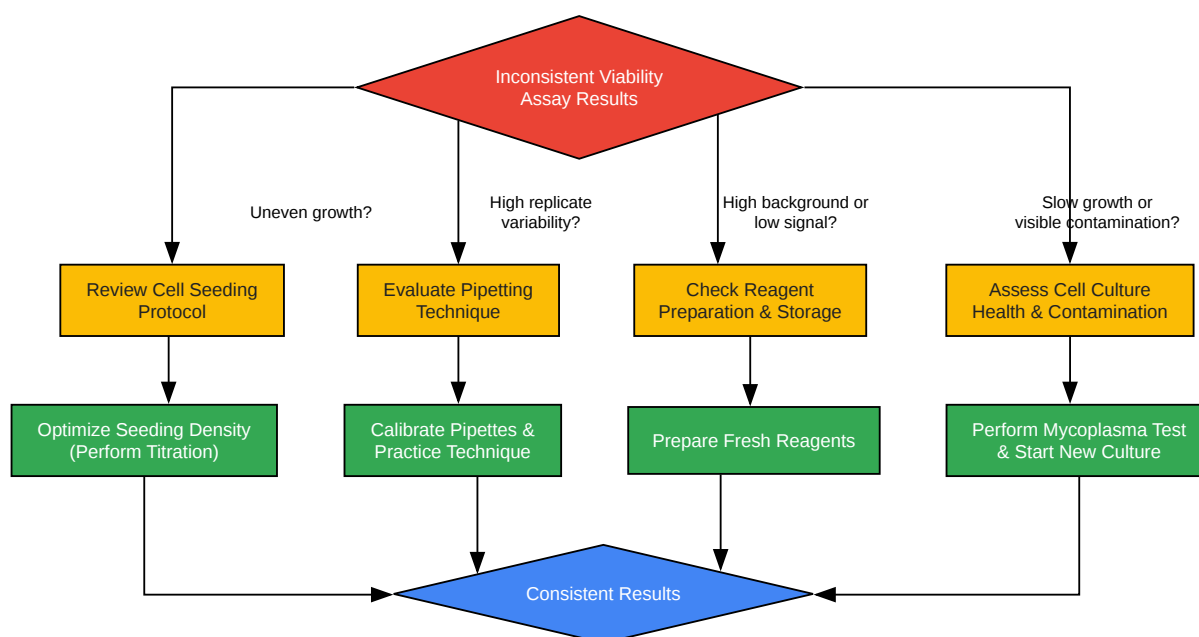 Inconsistent Viability
Assay Results
Uneven growth?
High replicate
variability?
High background or
low signal?
Slow growth or
visible contamination?
Review Cell Seeding
Protocol
Evaluate Pipetting
Technique
Check Reagent
Preparation & Storage
Assess Cell Culture
Health & Contamination
Optimize Seeding Density
(Perform Titration)
Calibrate Pipettes &
Practice Technique
Prepare Fresh Reagents
Perform Mycoplasma Test
& Start New Culture
Consistent Results